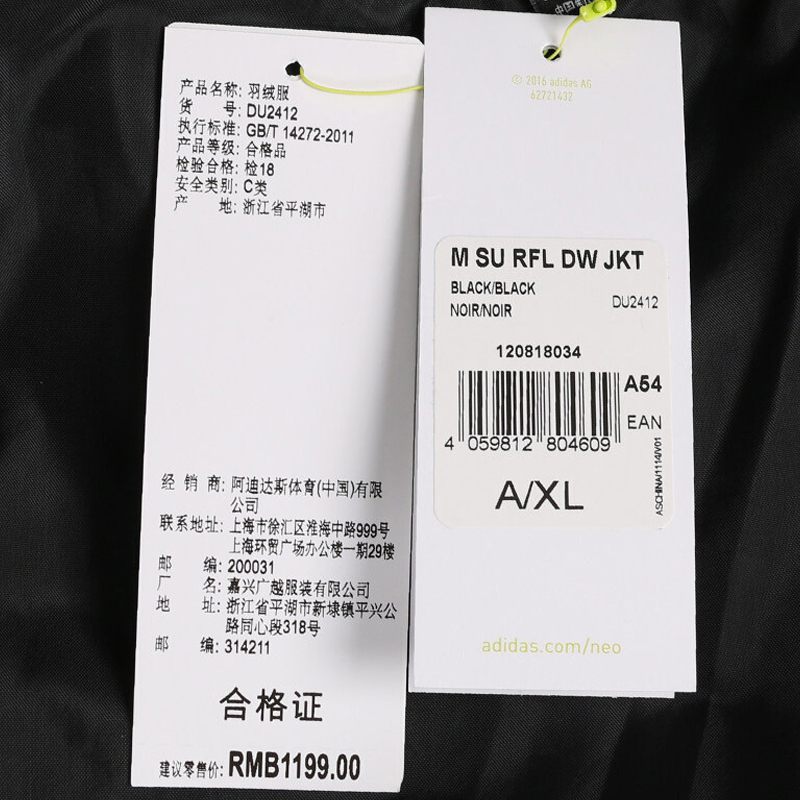 产品名称: 羽绒服
货 号: DU2412
执行标准: GB/T 14272-2011
产品等级: 合格品
检验合格: 检18
安全类别: C类
产 地: 浙江省平湖市
经 销 商: 阿迪达斯体育(中国)有限
公司
联系地址: 上海市徐汇区淮海中路999号
上海环贸广场办公楼一期29楼
邮 编: 200031
厂 名: 嘉兴广越服装有限公司
地 址: 浙江省平湖市新埭镇平兴公
路同心段318号
邮 编: 314211
合格证
建议零售价: RMB1199.00
© 2016 adidas AG
62721432
M SU RFL DW JKT
BLACK/BLACK
NOIR/NOIR
DU2412
120818034
A54
EAN
4 059812 804609
A/XL
ASCHINA/1114/V01
adidas.com/neo